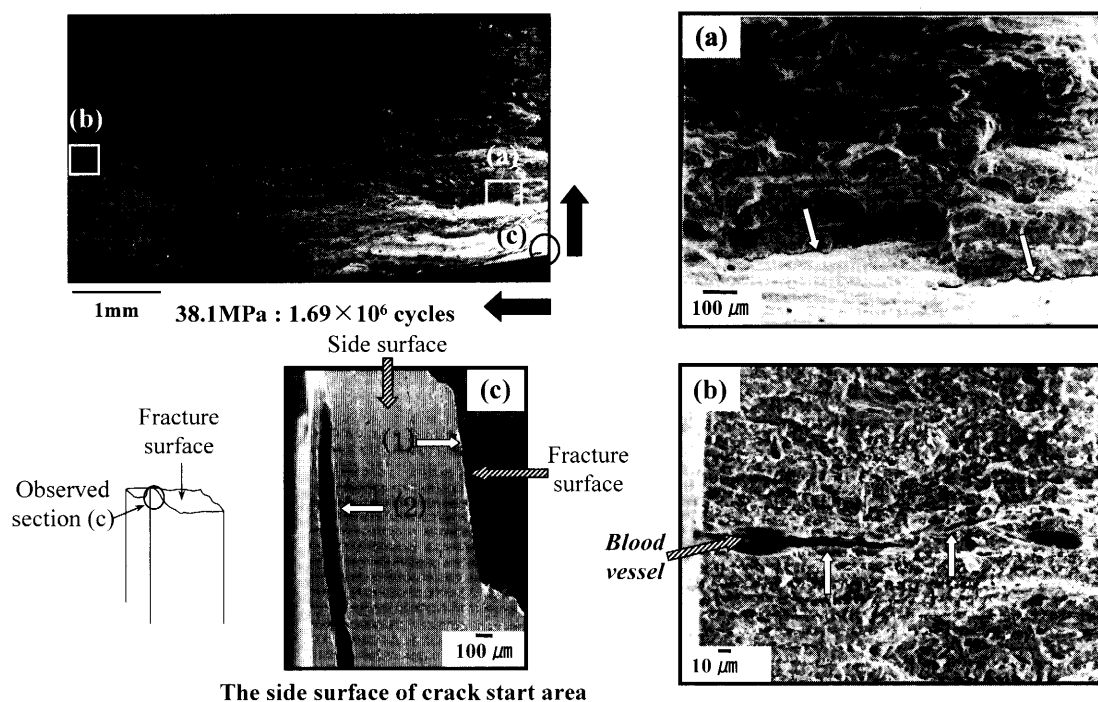 (b)
(a)
(c)
1mm
38.1MPa : 1.69×10⁶ cycles
(a)
100 μm
Side surface
(c)
(1)
(2)
100 μm
Fracture
surface
Fracture
surface
Observed
section (c)
The side surface of crack start area
(b)
Blood
vessel
10 μm